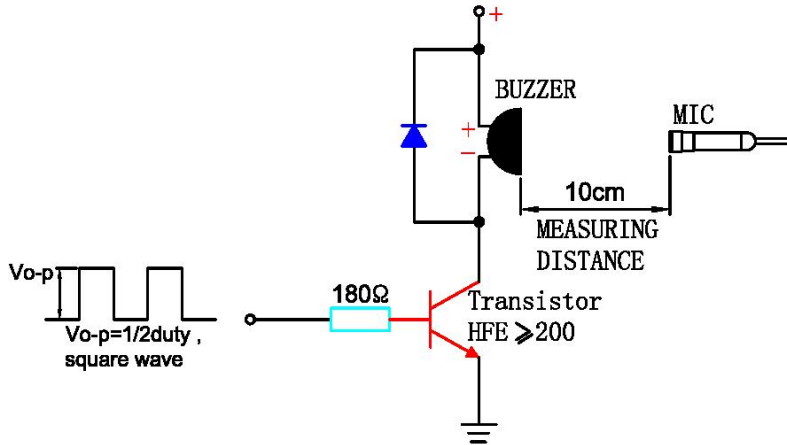 +
BUZZER
MIC
+
−
10cm
MEASURING
DISTANCE
Vo-p
180Ω
Transistor
HFE ≥200
Vo-p=1/2duty ,
square wave